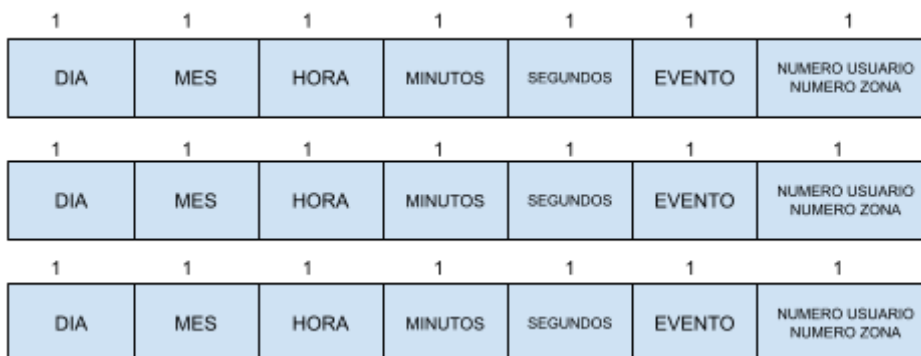 1 1 1 1 1 1 1
DIA MES HORA MINUTOS SEGUNDOS EVENTO NUMERO USUARIO
NUMERO ZONA
1 1 1 1 1 1 1
DIA MES HORA MINUTOS SEGUNDOS EVENTO NUMERO USUARIO
NUMERO ZONA
1 1 1 1 1 1 1
DIA MES HORA MINUTOS SEGUNDOS EVENTO NUMERO USUARIO
NUMERO ZONA